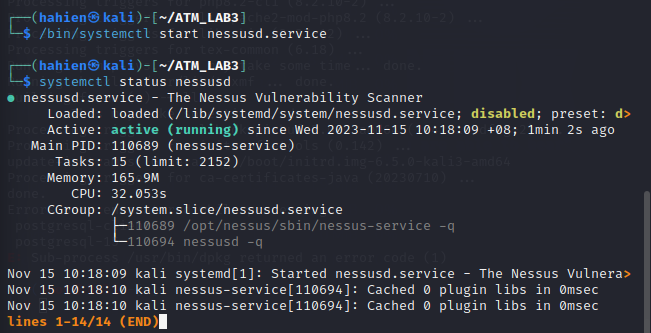 ┌──(hahien㉿kali)-[~/ATM_LAB3]
└─$ /bin/systemctl start nessusd.service
┌──(hahien㉿kali)-[~/ATM_LAB3]
└─$ systemctl status nessusd
● nessusd.service - The Nessus Vulnerability Scanner
Loaded: loaded (/lib/systemd/system/nessusd.service; disabled; preset: d>
Active: active (running) since Wed 2023-11-15 10:18:09 +08; 1min 2s ago
Main PID: 110689 (nessus-service)
Tasks: 15 (limit: 2152)
Memory: 165.9M
CPU: 32.053s
CGroup: /system.slice/nessusd.service
├─110689 /opt/nessus/sbin/nessus-service -q
└─110694 nessusd -q
Nov 15 10:18:09 kali systemd[1]: Started nessusd.service - The Nessus Vulnera>
Nov 15 10:18:10 kali nessus-service[110694]: Cached 0 plugin libs in 0msec
Nov 15 10:18:10 kali nessus-service[110694]: Cached 0 plugin libs in 0msec
lines 1-14/14 (END)